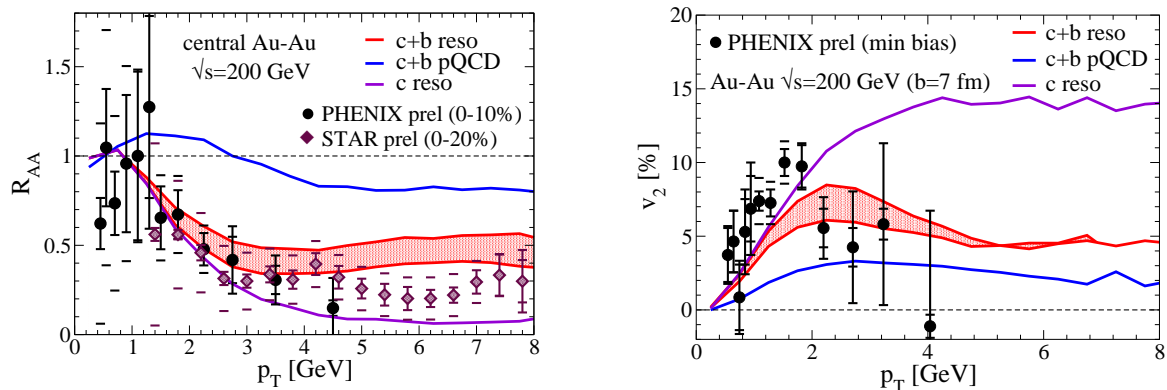 central Au-Au
√s=200 GeV
c+b reso
c+b pQCD
c reso
PHENIX prel (0-10%)
STAR prel (0-20%)
R_AA
2
1.5
1
0.5
0
0 1 2 3 4 5 6 7 8
p_T [GeV]
PHENIX prel (min bias)
c+b reso
c+b pQCD
c reso
Au-Au √s=200 GeV (b=7 fm)
v_2 [%]
20
15
10
5
0
0 2 4 6 8
p_T [GeV]